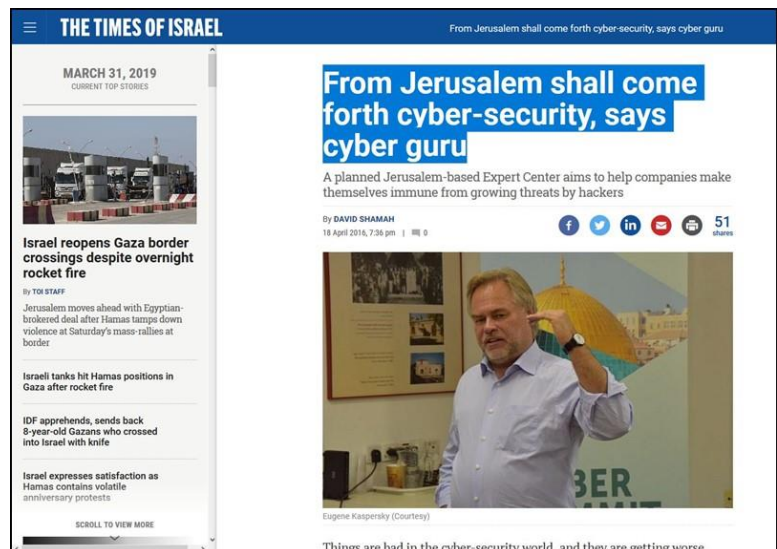 THE TIMES OF ISRAEL
From Jerusalem shall come forth cyber-security, says cyber guru
MARCH 31, 2019
CURRENT TOP STORIES
Israel reopens Gaza border
crossings despite overnight
rocket fire
By TOI STAFF
Jerusalem moves ahead with Egyptian-
brokered deal after Hamas tamps down
violence at Saturday's mass-rallies at
border
Israeli tanks hit Hamas positions in
Gaza after rocket fire
IDF apprehends, sends back
8-year-old Gazans who crossed
into Israel with knife
Israel expresses satisfaction as
Hamas contains volatile
anniversary protests
SCROLL TO VIEW MORE
From Jerusalem shall come
forth cyber-security, says
cyber guru
A planned Jerusalem-based Expert Center aims to help companies make
themselves immune from growing threats by hackers
By DAVID SHAMAH
18 April 2016, 7:36 pm | 0
f
in
51
shares
BER
Eugene Kaspersky (Courtesy)
Things are bad in the cyber-security world, and they are getting worse